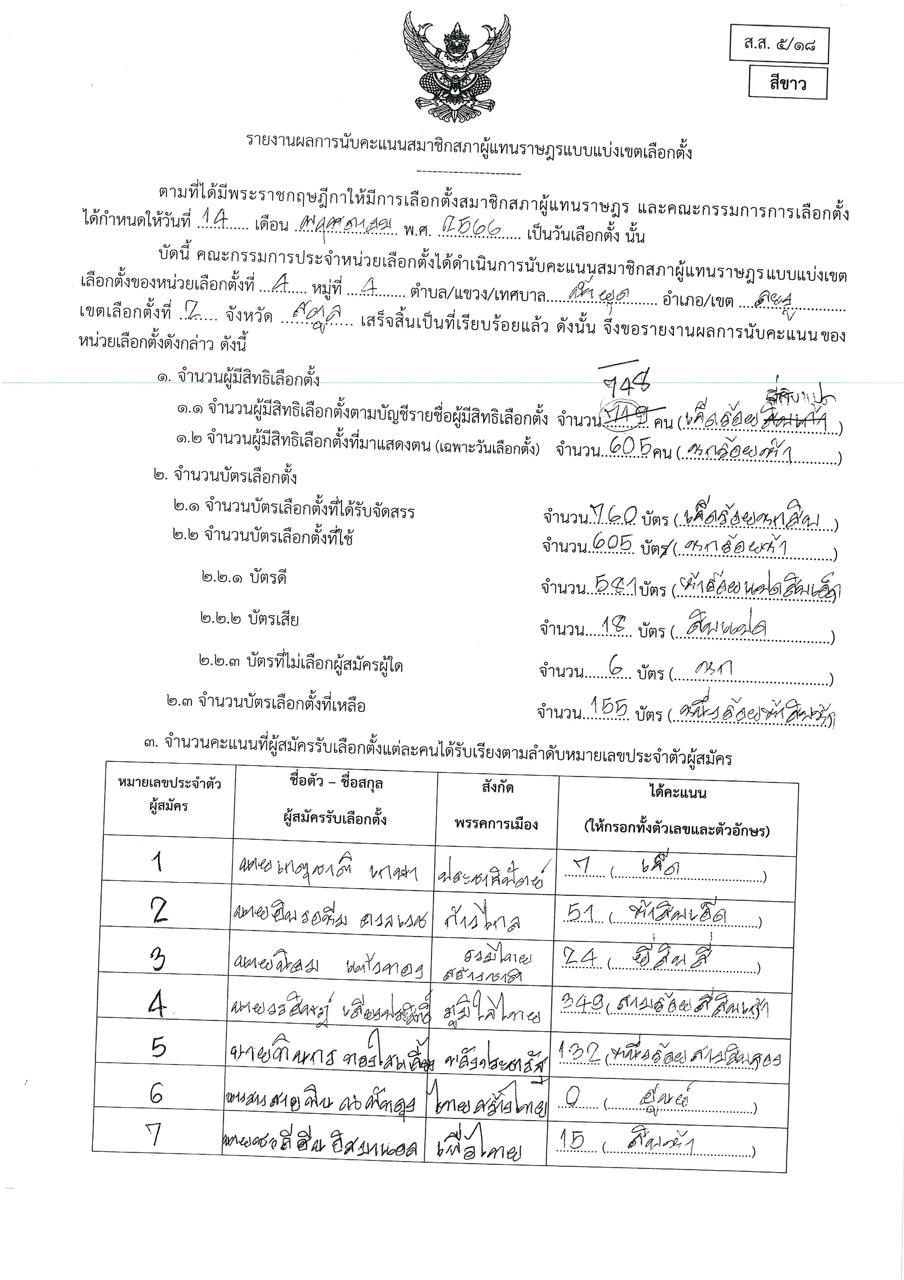 ส.ส. ๕/๑๘
สีขาว
รายงานผลการนับคะแนนสมาชิกสภาผู้แทนราษฎรแบบแบ่งเขตเลือกตั้ง
--------------------
ตามที่ได้มีพระราชกฤษฎีกาให้มีการเลือกตั้งสมาชิกสภาผู้แทนราษฎร และคณะกรรมการการเลือกตั้ง
ได้กำหนดให้วันที่ 14 เดือน พฤษภาคม พ.ศ. 2566 เป็นวันเลือกตั้ง นั้น
บัดนี้ คณะกรรมการประจำหน่วยเลือกตั้งได้ดำเนินการนับคะแนนสมาชิกสภาผู้แทนราษฎรแบบแบ่งเขต
เลือกตั้งของหน่วยเลือกตั้งที่ 4 หมู่ที่ 4 ตำบล/แขวง/เทศบาล อำเภอ/เขต ละงู
เขตเลือกตั้งที่ 2 จังหวัด สตูล เสร็จสิ้นเป็นที่เรียบร้อยแล้ว ดังนั้น จึงขอรายงานผลการนับคะแนนของ
หน่วยเลือกตั้งดังกล่าว ดังนี้
๑. จำนวนผู้มีสิทธิเลือกตั้ง
748 สี่สิบแปด
๑.๑ จำนวนผู้มีสิทธิเลือกตั้งตามบัญชีรายชื่อผู้มีสิทธิเลือกตั้ง จำนวน 749 คน (เจ็ดร้อยสี่สิบเก้า)
๑.๒ จำนวนผู้มีสิทธิเลือกตั้งที่มาแสดงตน (เฉพาะวันเลือกตั้ง) จำนวน 605 คน (หกร้อยห้า)
๒. จำนวนบัตรเลือกตั้ง
๒.๑ จำนวนบัตรเลือกตั้งที่ได้รับจัดสรร จำนวน 760 บัตร (เจ็ดร้อยหกสิบ)
๒.๒ จำนวนบัตรเลือกตั้งที่ใช้ จำนวน 605 บัตร (หกร้อยห้า)
๒.๒.๑ บัตรดี จำนวน 581 บัตร (ห้าร้อยแปดสิบเอ็ด)
๒.๒.๒ บัตรเสีย จำนวน 18 บัตร (สิบแปด)
๒.๒.๓ บัตรที่ไม่เลือกผู้สมัครผู้ใด จำนวน 6 บัตร (หก)
๒.๓ จำนวนบัตรเลือกตั้งที่เหลือ จำนวน 155 บัตร (หนึ่งร้อยห้าสิบห้า)
๓. จำนวนคะแนนที่ผู้สมัครรับเลือกตั้งแต่ละคนได้รับเรียงตามลำดับหมายเลขประจำตัวผู้สมัคร
หมายเลขประจำตัว ชื่อตัว – ชื่อสกุล สังกัด ได้คะแนน
ผู้สมัคร ผู้สมัครรับเลือกตั้ง พรรคการเมือง (ให้กรอกทั้งตัวเลขและตัวอักษร)
1 ประชาธิปัตย์ 7 (เจ็ด)
2 ก้าวไกล 51 (ห้าสิบเอ็ด)
3 รวมไทยสร้างชาติ 24 (ยี่สิบสี่)
4 นายวรศิษฎ์ เลียงประสิทธิ์ ภูมิใจไทย 349 (สามร้อยสี่สิบเก้า)
5 พลังประชารัฐ 132 (หนึ่งร้อยสามสิบสอง)
6 ไทยสร้างไทย 0 (ศูนย์)
7 เพื่อไทย 15 (สิบห้า)